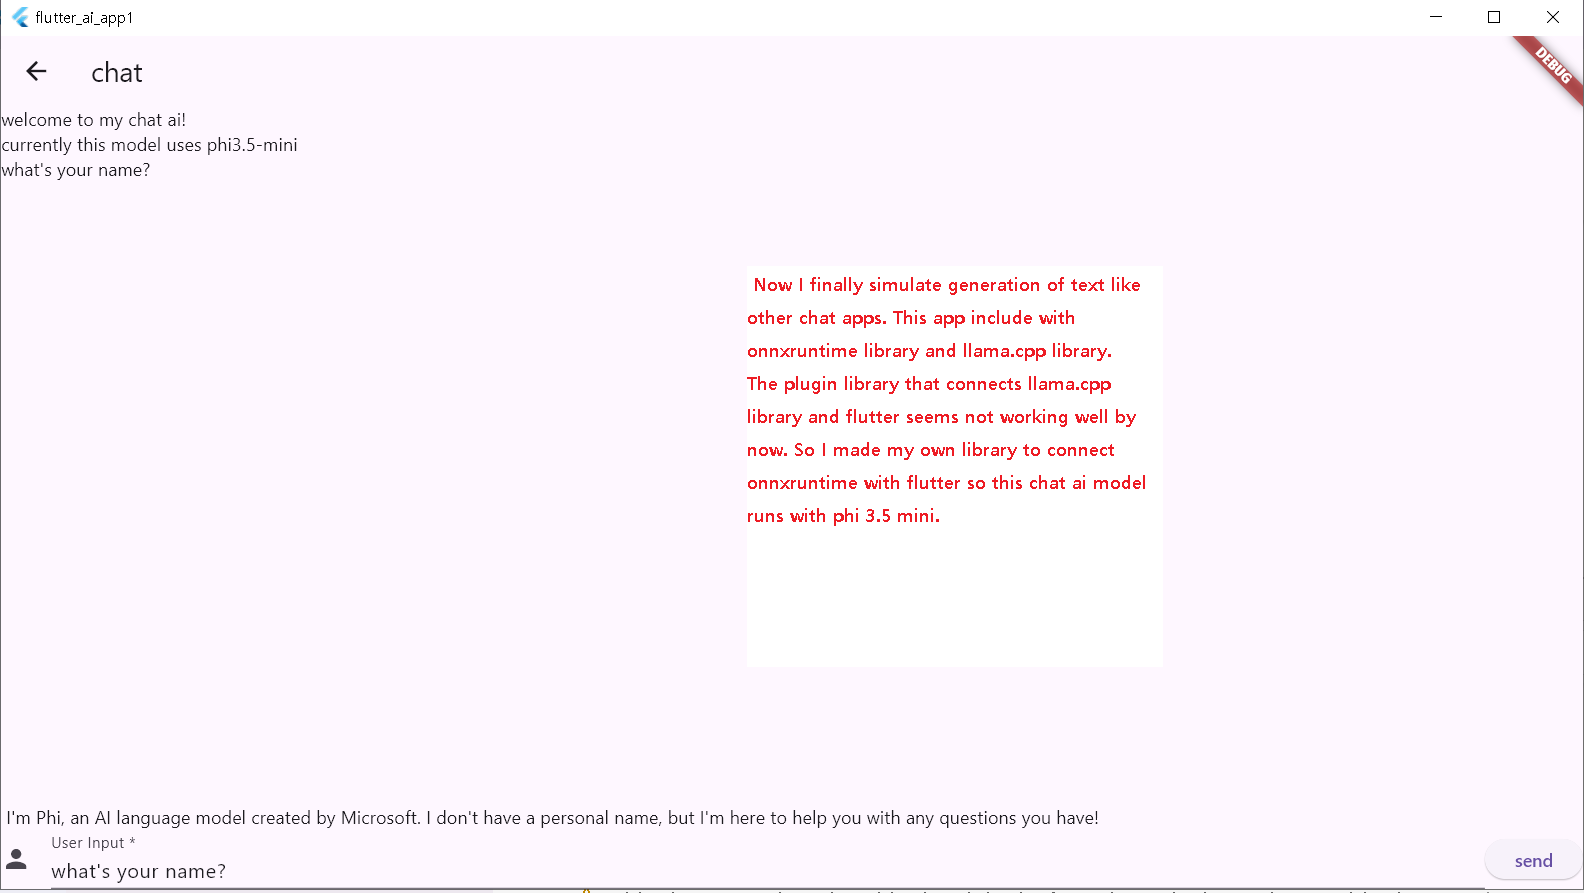 flutter_ai_app1
DEBUG
chat
welcome to my chat ai!
currently this model uses phi3.5-mini
what's your name?
Now I finally simulate generation of text like
other chat apps. This app include with
onnxruntime library and llama.cpp library.
The plugin library that connects llama.cpp
library and flutter seems not working well by
now. So I made my own library to connect
onnxruntime with flutter so this chat ai model
runs with phi 3.5 mini.
I'm Phi, an AI language model created by Microsoft. I don't have a personal name, but I'm here to help you with any questions you have!
User Input *
what's your name?
send